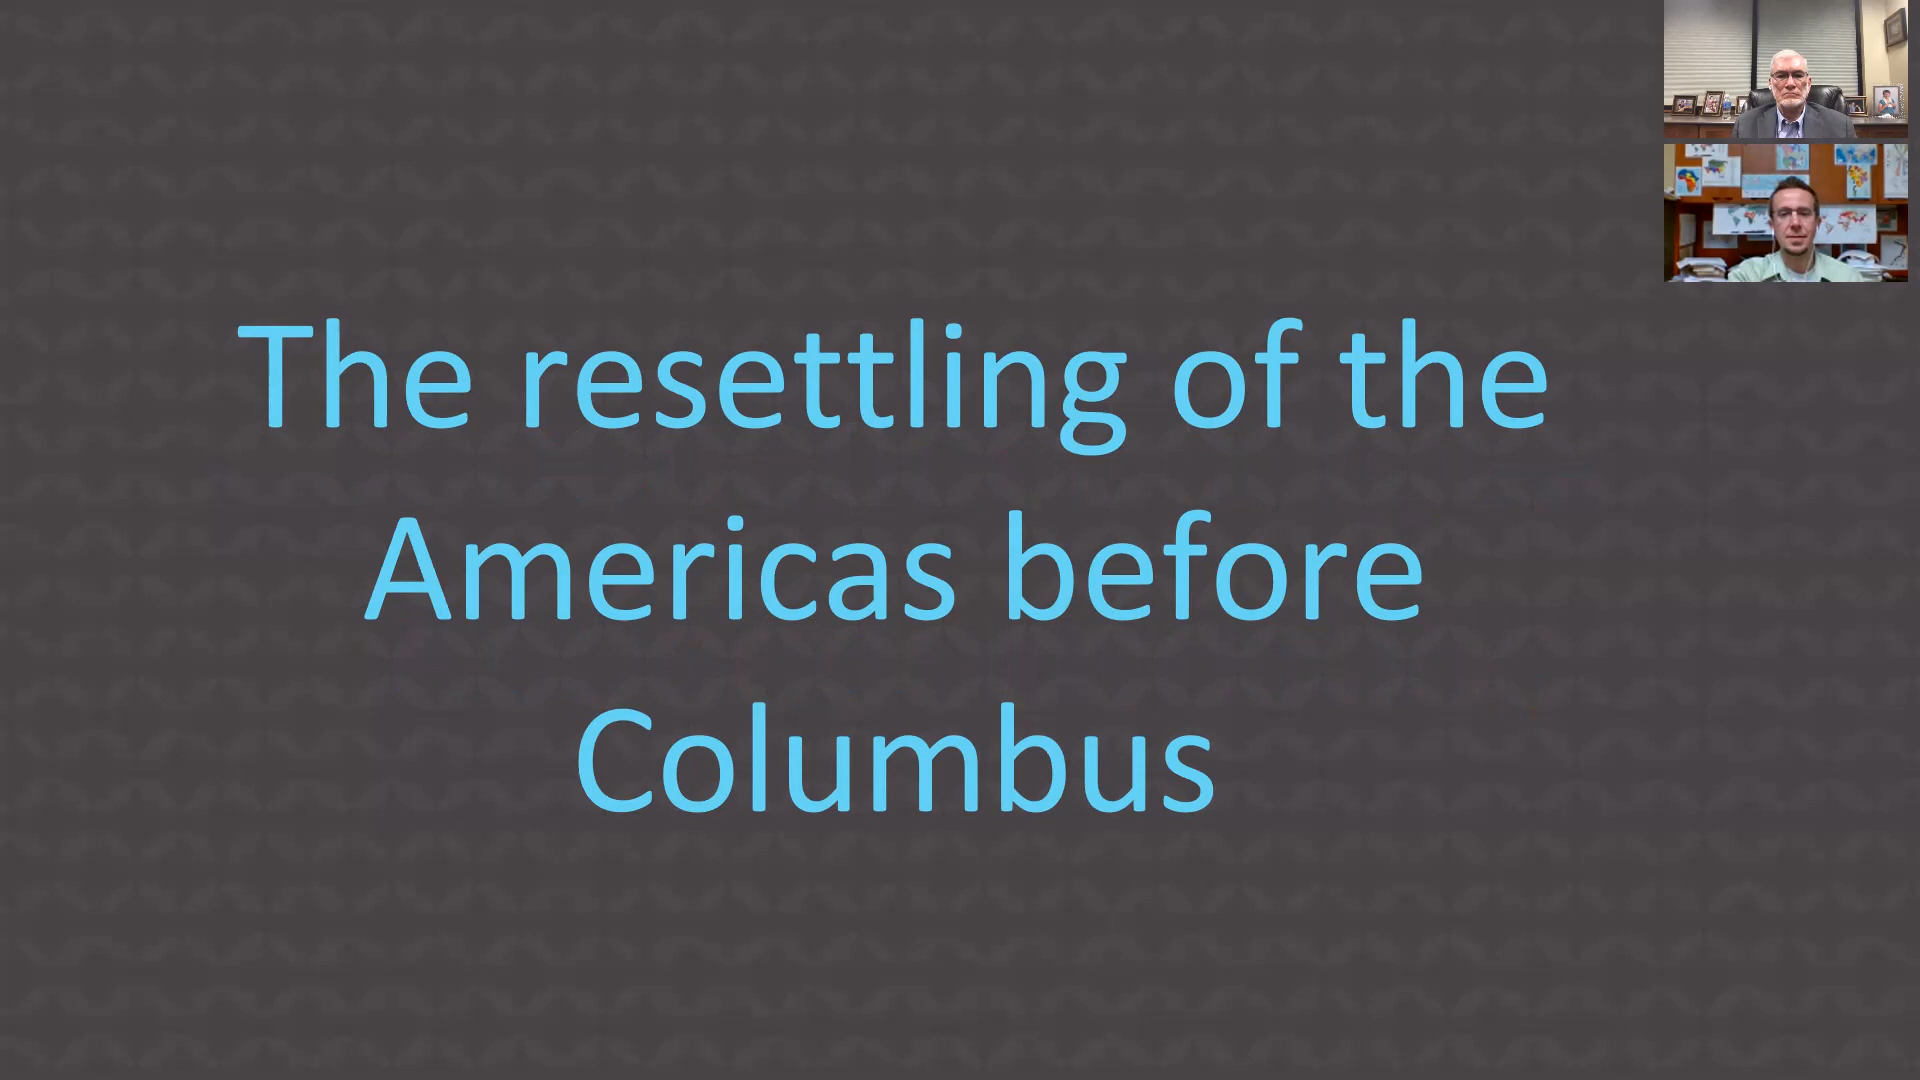 The resettling of the
Americas before
Columbus